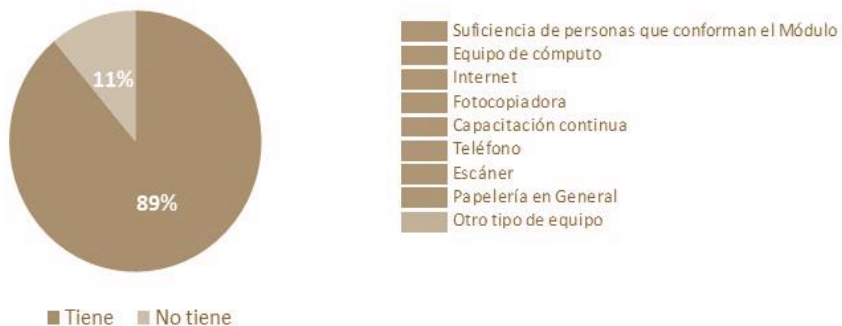 11%
89%
Tiene No tiene
Suficiencia de personas que conforman el Módulo
Equipo de cómputo
Internet
Fotocopiadora
Capacitación continua
Teléfono
Escáner
Papelería en General
Otro tipo de equipo